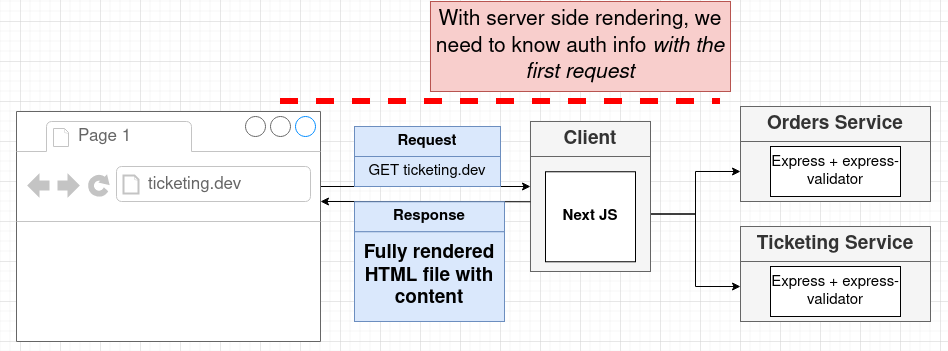 With server side rendering, we
need to know auth info with the
first request
Page 1
ticketing.dev
Request
GET ticketing.dev
Response
Fully rendered
HTML file with
content
Client
Next JS
Orders Service
Express + express-
validator
Ticketing Service
Express + express-
validator